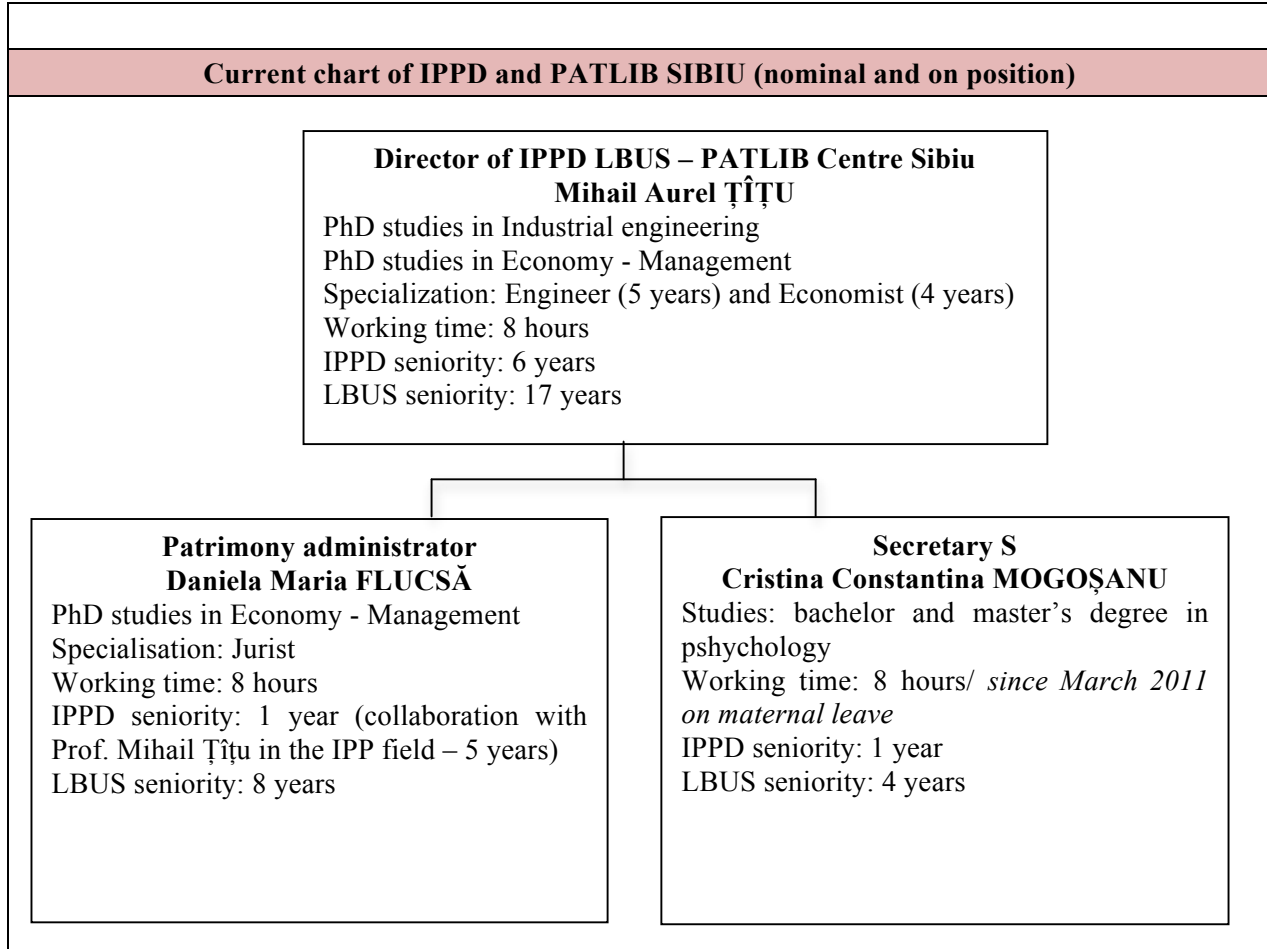 Current chart of IPPD and PATLIB SIBIU (nominal and on position)
Director of IPPD LBUS – PATLIB Centre Sibiu
Mihail Aurel ȚÎȚU
PhD studies in Industrial engineering
PhD studies in Economy - Management
Specialization: Engineer (5 years) and Economist (4 years)
Working time: 8 hours
IPPD seniority: 6 years
LBUS seniority: 17 years
Patrimony administrator
Daniela Maria FLUCSĂ
PhD studies in Economy - Management
Specialisation: Jurist
Working time: 8 hours
IPPD seniority: 1 year (collaboration with
Prof. Mihail Țîțu in the IPP field – 5 years)
LBUS seniority: 8 years
Secretary S
Cristina Constantina MOGOȘANU
Studies: bachelor and master’s degree in
pshychology
Working time: 8 hours/ since March 2011
on maternal leave
IPPD seniority: 1 year
LBUS seniority: 4 years